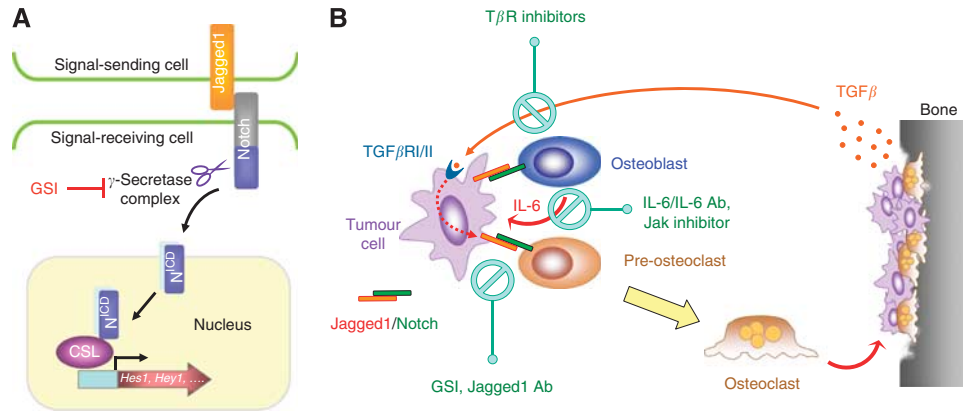 A
Signal-sending cell
Jagged1
Signal-receiving cell
Notch
GSI
γ-Secretase
complex
N^ICD
N^ICD
Nucleus
CSL
Hes1, Hey1, ....
B
TβR inhibitors
TGFβ
Bone
TGFβRI/II
Osteoblast
IL-6
IL-6/IL-6 Ab,
Jak inhibitor
Tumour
cell
Pre-osteoclast
Jagged1/Notch
GSI, Jagged1 Ab
Osteoclast